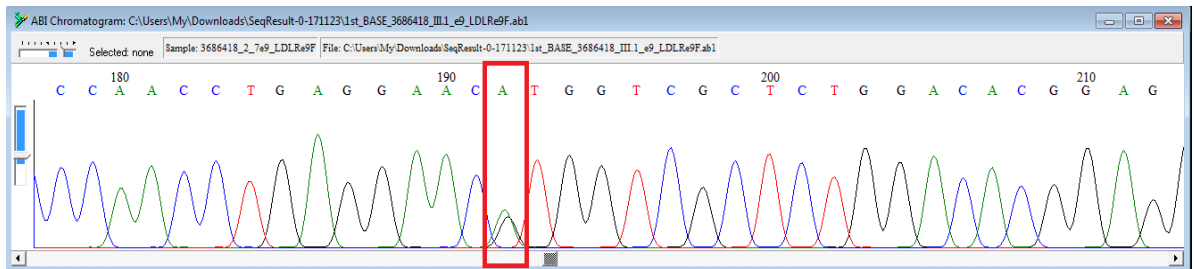 ABI Chromatogram: C:\Users\My\Downloads\SeqResult-0-171123\1st_BASE_3686418_III.1_e9_LDLRe9F.ab1
Selected: none Sample: 3686418_2_7e9_LDLRe9F File: C:\Users\My\Downloads\SeqResult-0-171123\1st_BASE_3686418_III.1_e9_LDLRe9F.ab1
180 190 200 210
C C A A C C T G A G G A A C A T G G T C G C T C T G G A C A C G G A G